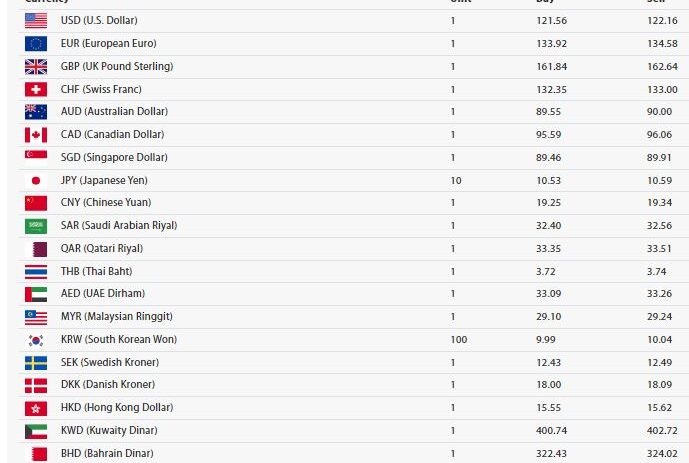 USD (U.S. Dollar) 1 121.56 122.16
EUR (European Euro) 1 133.92 134.58
GBP (UK Pound Sterling) 1 161.84 162.64
CHF (Swiss Franc) 1 132.35 133.00
AUD (Australian Dollar) 1 89.55 90.00
CAD (Canadian Dollar) 1 95.59 96.06
SGD (Singapore Dollar) 1 89.46 89.91
JPY (Japanese Yen) 10 10.53 10.59
CNY (Chinese Yuan) 1 19.25 19.34
SAR (Saudi Arabian Riyal) 1 32.40 32.56
QAR (Qatari Riyal) 1 33.35 33.51
THB (Thai Baht) 1 3.72 3.74
AED (UAE Dirham) 1 33.09 33.26
MYR (Malaysian Ringgit) 1 29.10 29.24
KRW (South Korean Won) 100 9.99 10.04
SEK (Swedish Kroner) 1 12.43 12.49
DKK (Danish Kroner) 1 18.00 18.09
HKD (Hong Kong Dollar) 1 15.55 15.62
KWD (Kuwaity Dinar) 1 400.74 402.72
BHD (Bahrain Dinar) 1 322.43 324.02